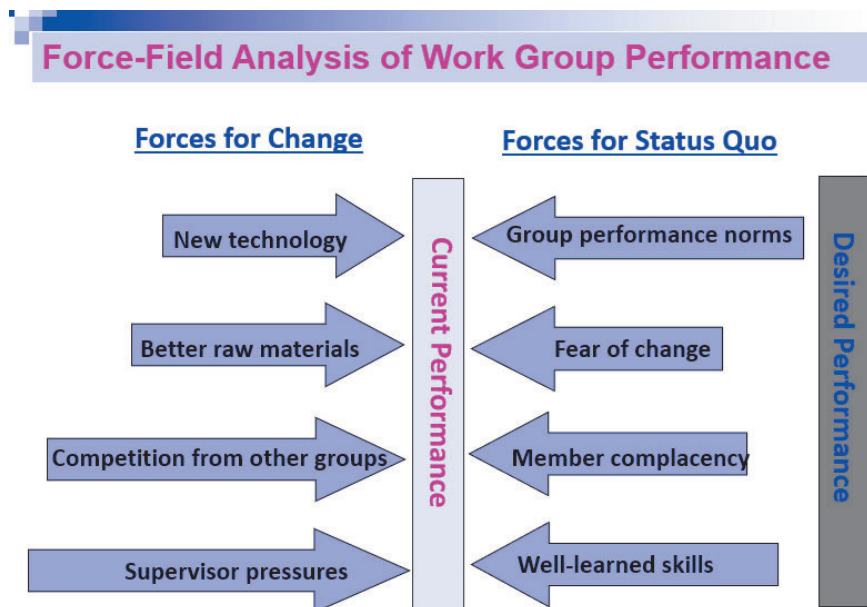 Force-Field Analysis of Work Group Performance
Forces for Change
Forces for Status Quo
New technology
Better raw materials
Competition from other groups
Supervisor pressures
Current Performance
Group performance norms
Fear of change
Member complacency
Well-learned skills
Desired Performance